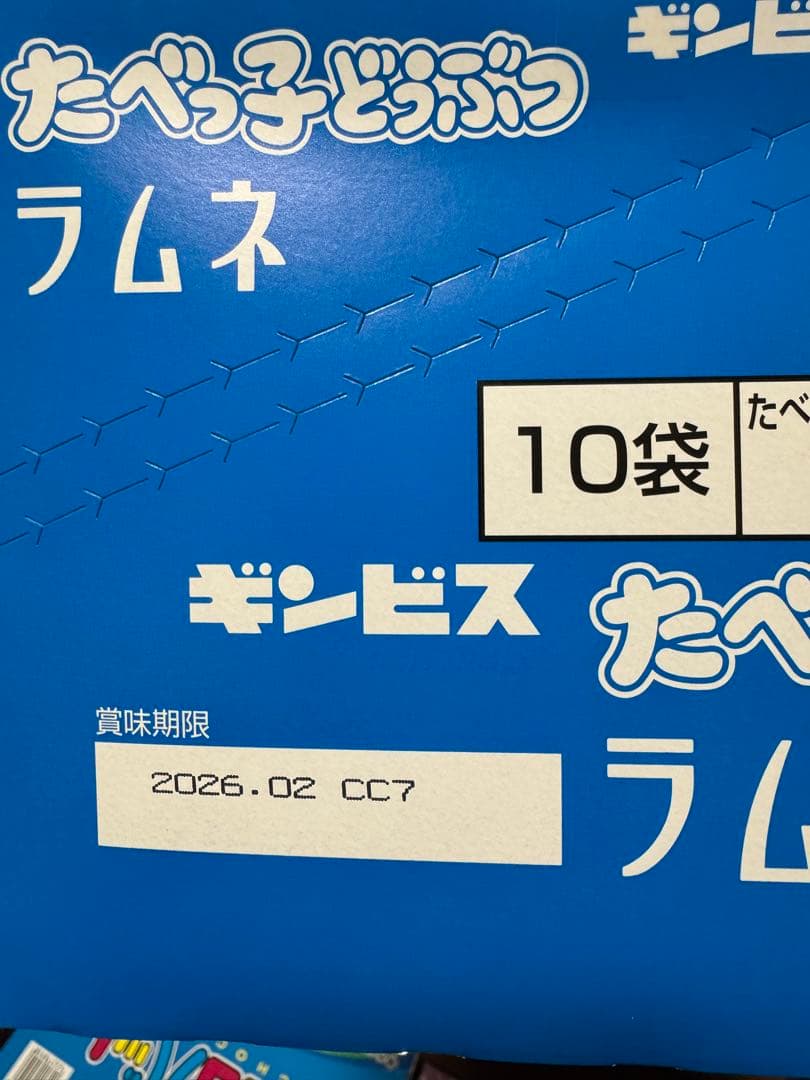 たべっ子どうぶつ
ギンビ
ラムネ
10袋
たべ
ギンビス
たべ
ラム
賞味期限
2026.02 CC7